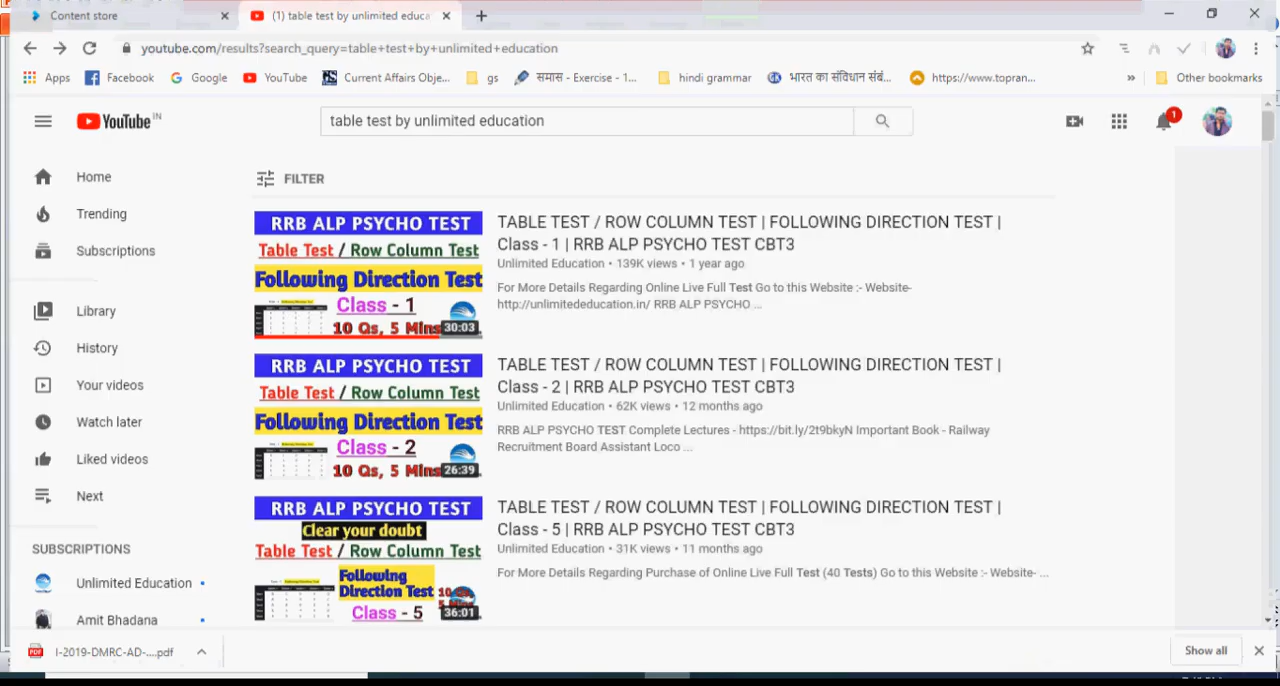 Content store
(1) table test by unlimited educa
youtube.com/results?search_query=table+test+by+unlimited+education
Apps
Facebook
Google
YouTube
Current Affairs Obje...
gs
समास - Exercise - 1...
hindi grammar
भारत का संविधान संबं...
https://www.topran...
»
Other bookmarks
YouTube IN
table test by unlimited education
1
Home
Trending
Subscriptions
Library
History
Your videos
Watch later
Liked videos
Next
SUBSCRIPTIONS
Unlimited Education
Amit Bhadana
FILTER
RRB ALP PSYCHO TEST
Table Test / Row Column Test
Following Direction Test
Class - 1
10 Qs, 5 Mins
30:03
TABLE TEST / ROW COLUMN TEST | FOLLOWING DIRECTION TEST |
Class - 1 | RRB ALP PSYCHO TEST CBT3
Unlimited Education • 139K views • 1 year ago
For More Details Regarding Online Live Full Test Go to this Website :- Website-
http://unlimitededucation.in/ RRB ALP PSYCHO ...
RRB ALP PSYCHO TEST
Table Test / Row Column Test
Following Direction Test
Class - 2
10 Qs, 5 Mins
26:39
TABLE TEST / ROW COLUMN TEST | FOLLOWING DIRECTION TEST |
Class - 2 | RRB ALP PSYCHO TEST CBT3
Unlimited Education • 62K views • 12 months ago
RRB ALP PSYCHO TEST Complete Lectures - https://bit.ly/2t9bkyN Important Book - Railway
Recruitment Board Assistant Loco ...
RRB ALP PSYCHO TEST
Clear your doubt
Table Test / Row Column Test
Following
Direction Test
Class - 5
36:01
TABLE TEST / ROW COLUMN TEST | FOLLOWING DIRECTION TEST |
Class - 5 | RRB ALP PSYCHO TEST CBT3
Unlimited Education • 31K views • 11 months ago
For More Details Regarding Purchase of Online Live Full Test (40 Tests) Go to this Website :- Website- ...
PDF
I-2019-DMRC-AD-....pdf
Show all